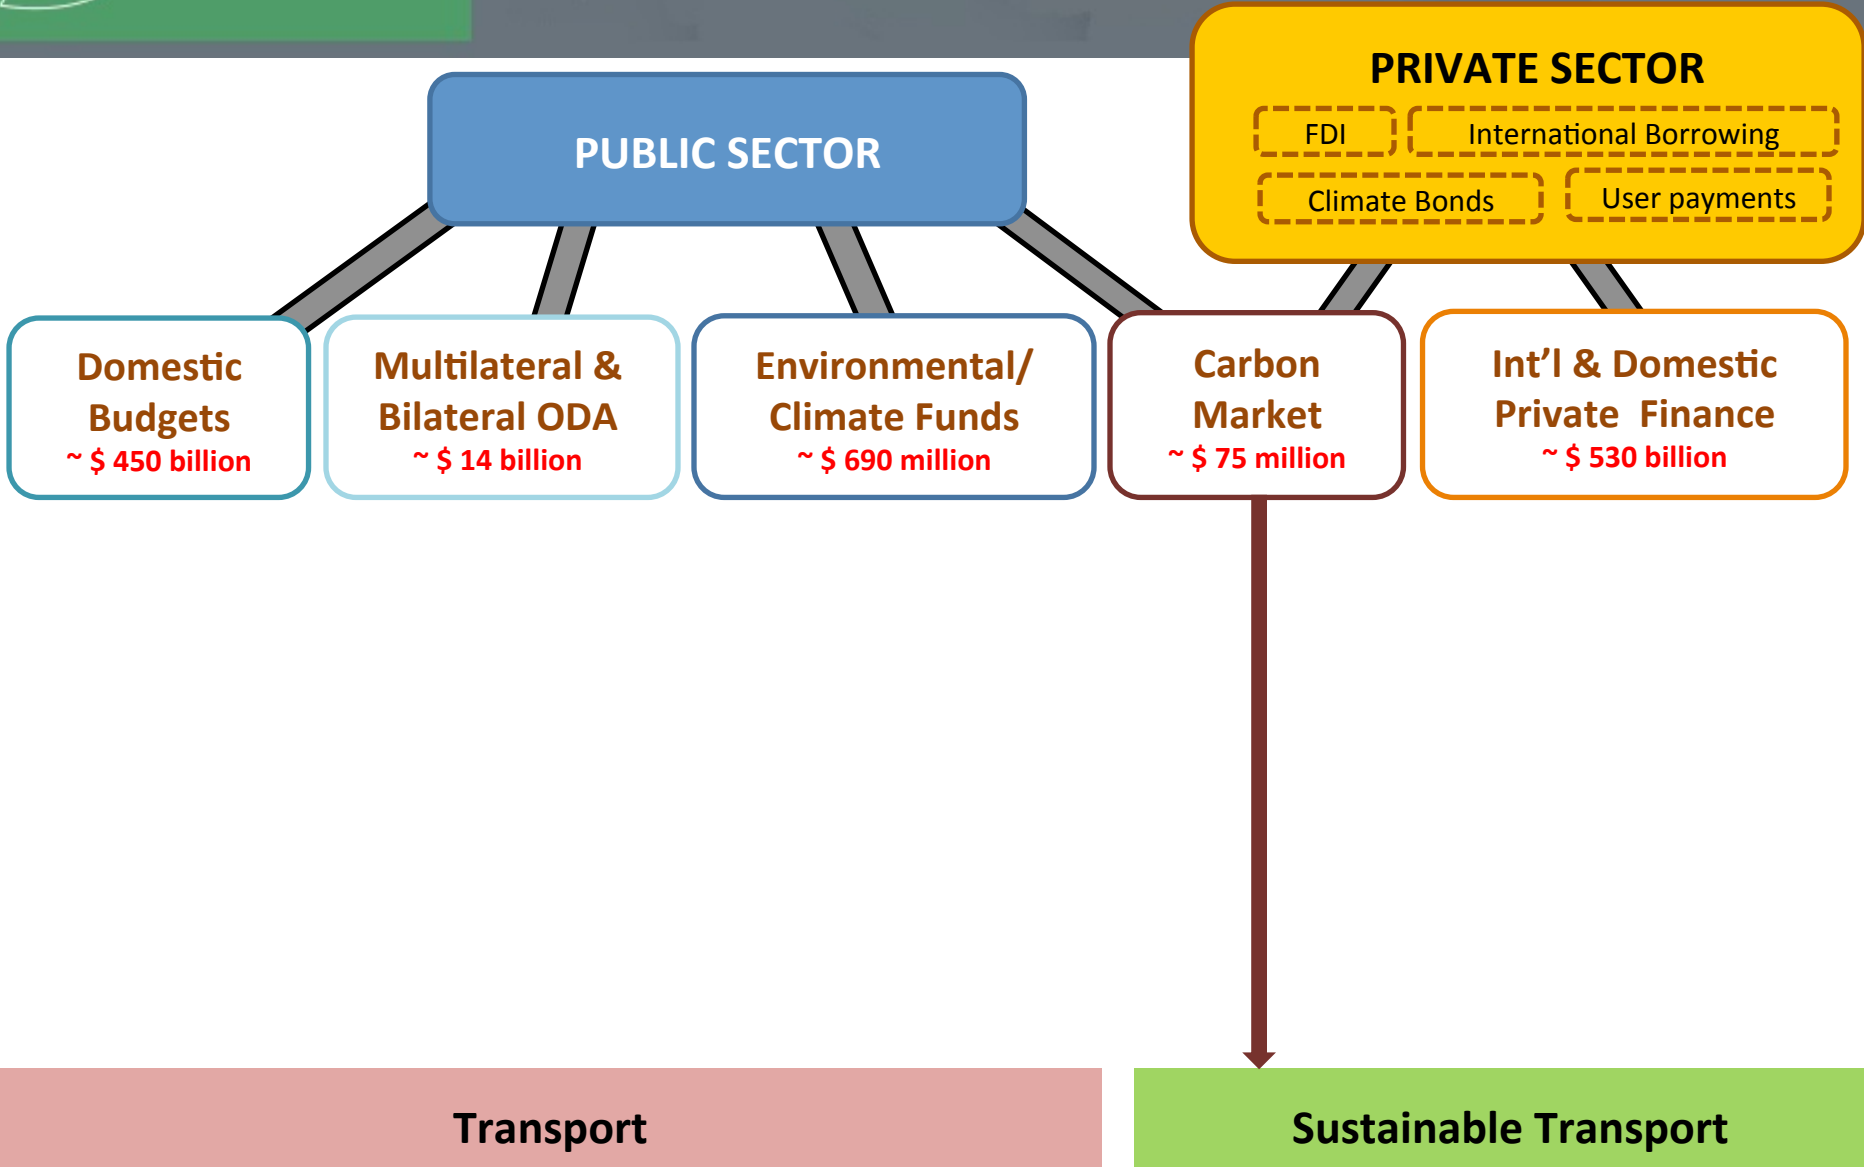 PUBLIC SECTOR
PRIVATE SECTOR
FDI
International Borrowing
Climate Bonds
User payments
Domestic
Budgets
~ $ 450 billion
Multilateral &
Bilateral ODA
~ $ 14 billion
Environmental/
Climate Funds
~ $ 690 million
Carbon
Market
~ $ 75 million
Int’l & Domestic
Private Finance
~ $ 530 billion
Transport
Sustainable Transport